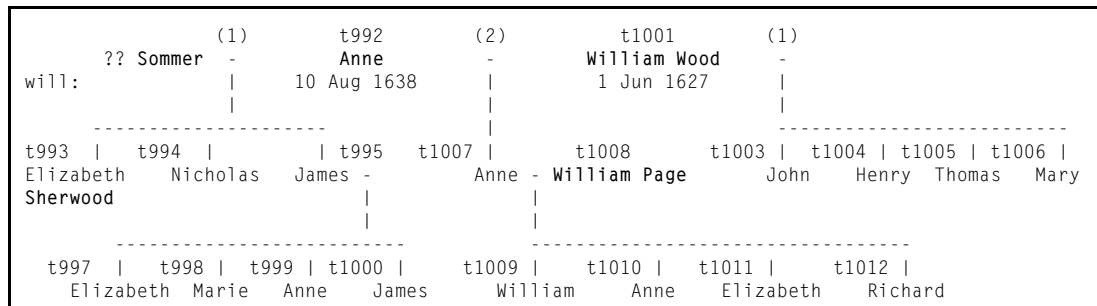 (1) t992 (2) t1001 (1)
?? Sommer - Anne - William Wood -
will: | 10 Aug 1638 | 1 Jun 1627 |
| | |
--------------------- | --------------------------
t993 | t994 | | t995 t1007 | t1008 t1003 | t1004 | t1005 | t1006 |
Elizabeth Nicholas James - Anne - William Page John Henry Thomas Mary
Sherwood | |
| |
-------------------------- ----------------------------------
t997 | t998 | t999 | t1000 | t1009 | t1010 | t1011 | t1012 |
Elizabeth Marie Anne James William Anne Elizabeth Richard